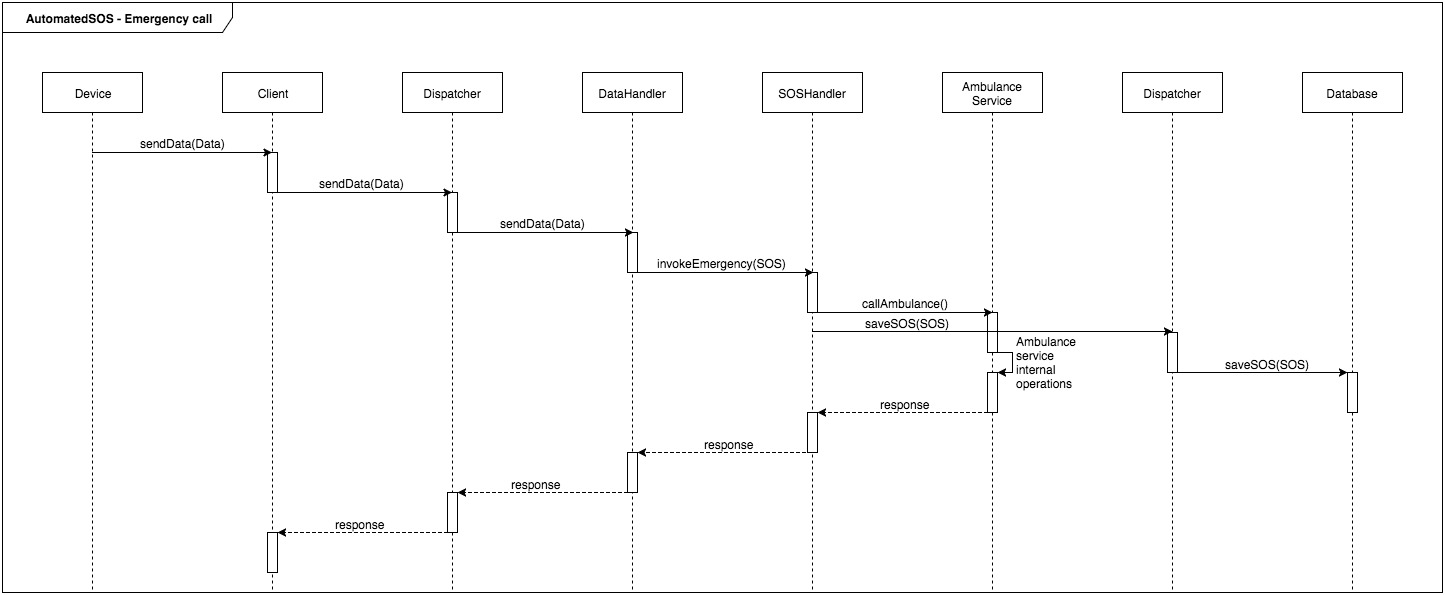 AutomatedSOS - Emergency call
Device
Client
Dispatcher
DataHandler
SOSHandler
Ambulance
Service
Dispatcher
Database
sendData(Data)
sendData(Data)
sendData(Data)
invokeEmergency(SOS)
callAmbulance()
saveSOS(SOS)
Ambulance
service
internal
operations
saveSOS(SOS)
response
response
response
response